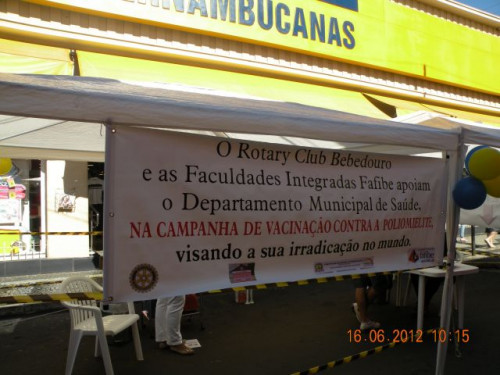 NAMBUCANAS
O Rotary Club Bebedouro
e as Faculdades Integradas Fafibe apoiam
o Departamento Municipal de Saúde,
NA CAMPANHA DE VACINAÇÃO CONTRA A POLIOMIELITE,
visando a sua irradicação no mundo.
16.06.2012 10:15